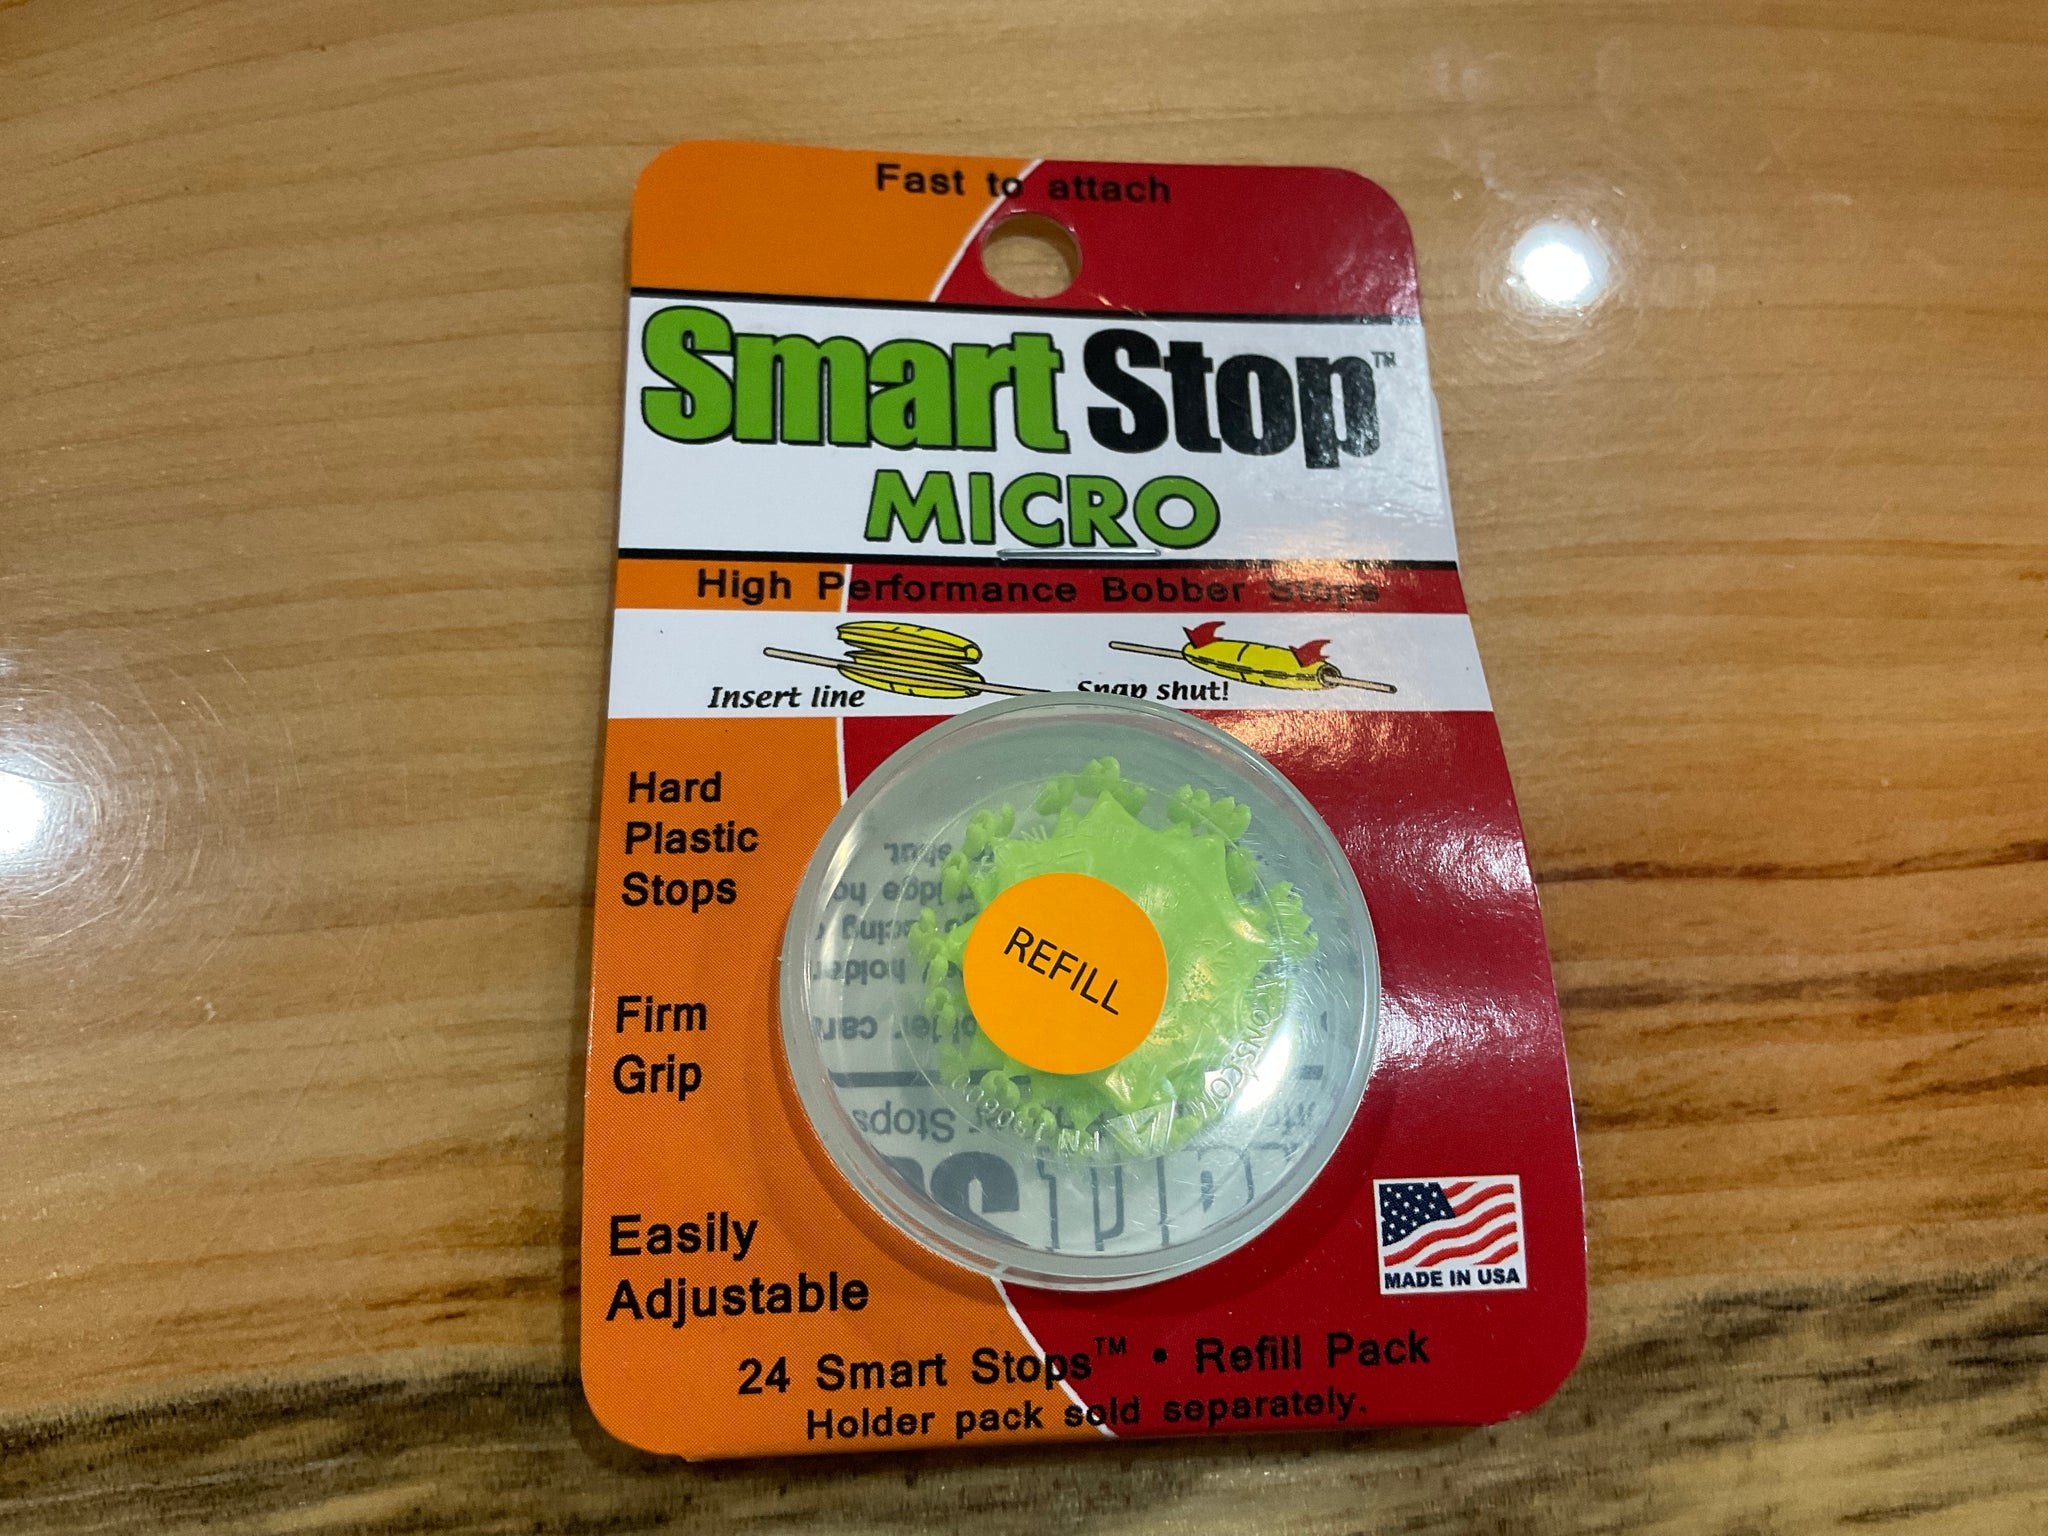 Fast to attach
Smart Stop™
MICRO
High Performance Bobber Stops
Insert line
Snap shut!
Hard
Plastic
Stops
REFILL
Firm
Grip
Easily
Adjustable
MADE IN USA
24 Smart Stops™ • Refill Pack
Holder pack sold separately.